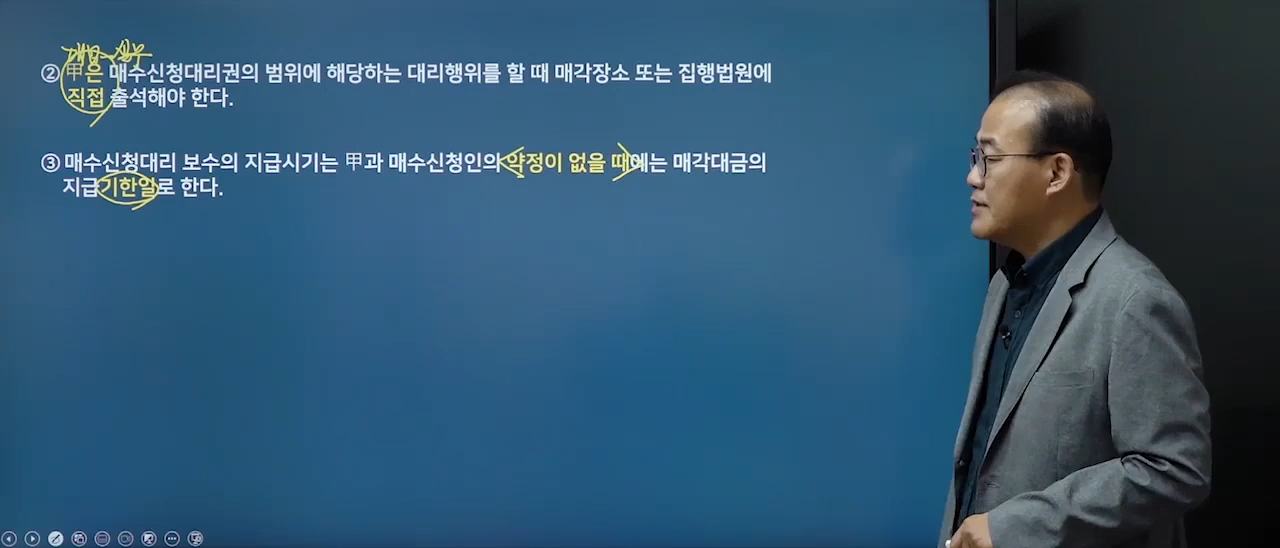 ② 甲은 매수신청대리권의 범위에 해당하는 대리행위를 할 때 매각장소 또는 집행법원에
직접 출석해야 한다.
③ 매수신청대리 보수의 지급시기는 甲과 매수신청인의 약정이 없을 때에는 매각대금의
지급기한일로 한다.